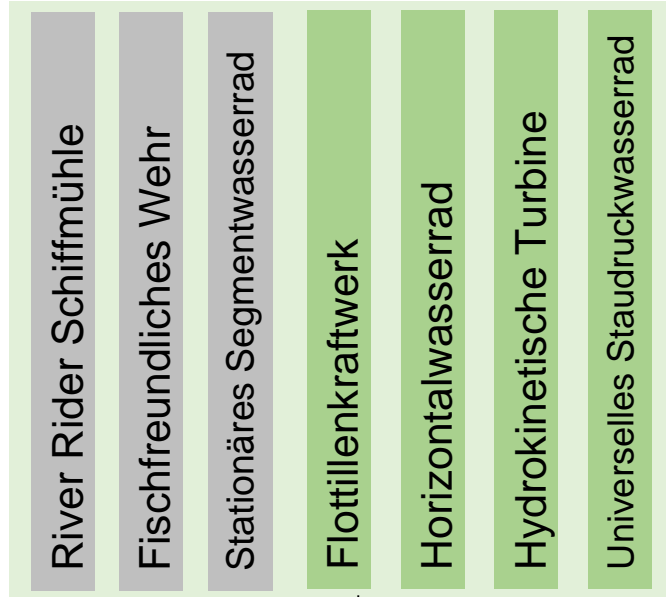 River Rider Schiffmühle
Fischfreundliches Wehr
Stationäres Segmentwasserrad
Flottillenkraftwerk
Horizontalwasserrad
Hydrokinetische Turbine
Universelles Staudruckwasserrad